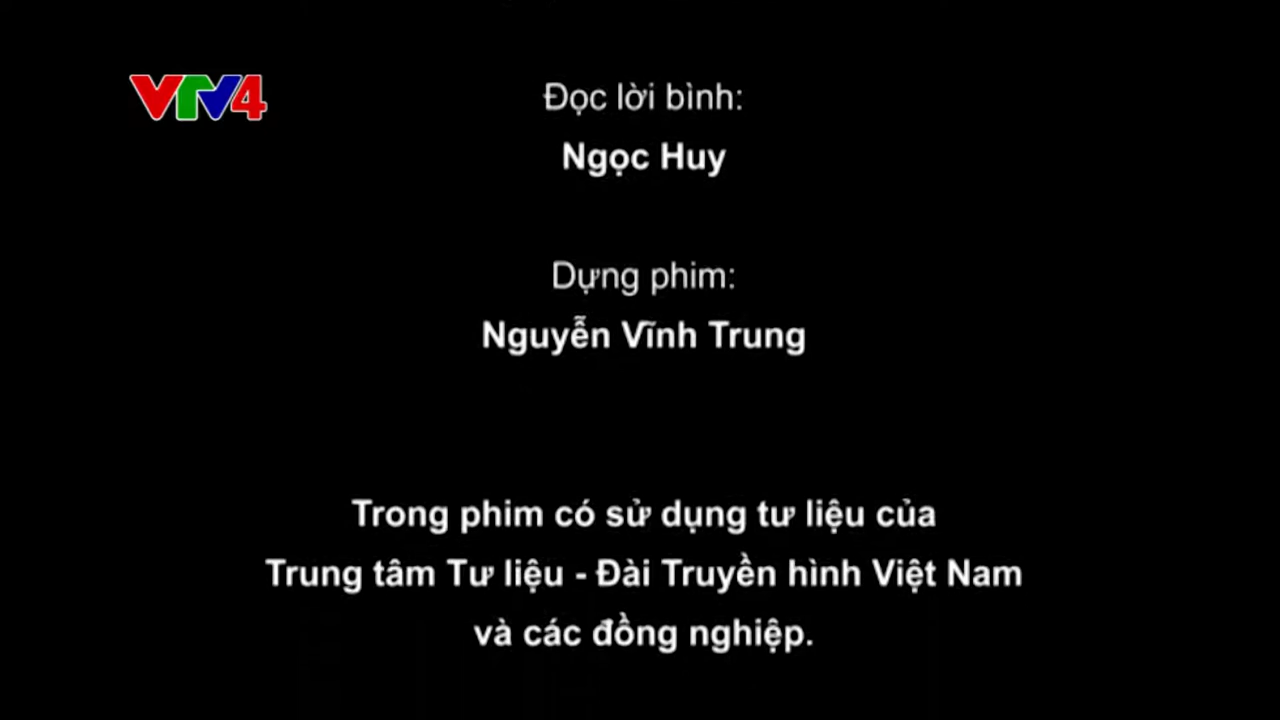 VTV4
Đọc lời bình:
Ngọc Huy
Dựng phim:
Nguyễn Vĩnh Trung
Trong phim có sử dụng tư liệu của
Trung tâm Tư liệu - Đài Truyền hình Việt Nam
và các đồng nghiệp.